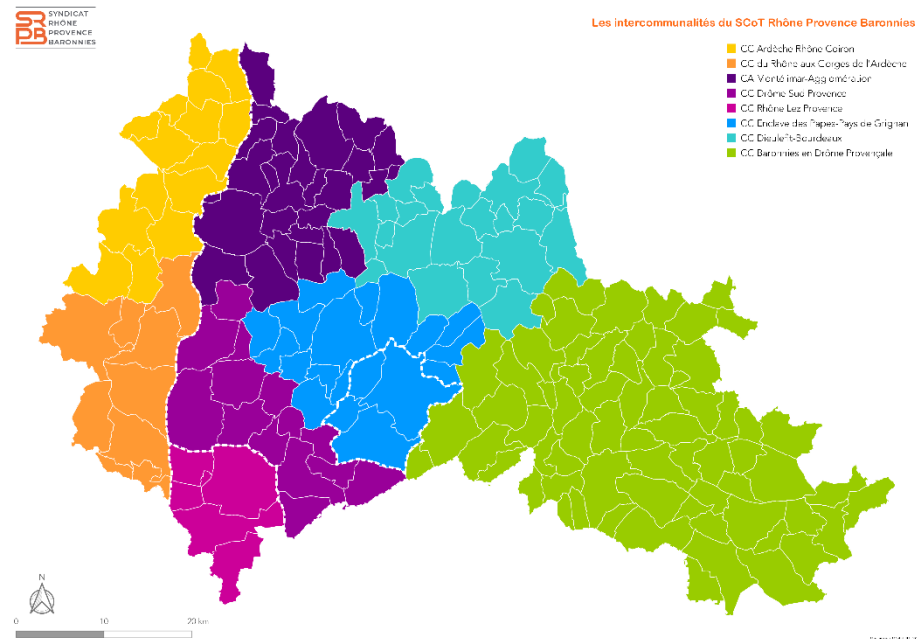 SYNDICAT
RHÔNE
PROVENCE
BARONNIES
SR
PB
Les intercommunalités du SCoT Rhône Provence Baronnies
CC Ardèche Rhône Coiron
CC du Rhône aux Gorges de l'Ardèche
CA Montélimar-Agglomération
CC Drôme Sud Provence
CC Rhône Lez Provence
CC Enclave des Papes-Pays de Grignan
CC Dieulefit-Bourdeaux
CC Baronnies en Drôme Provençale
N
0 10 20 km